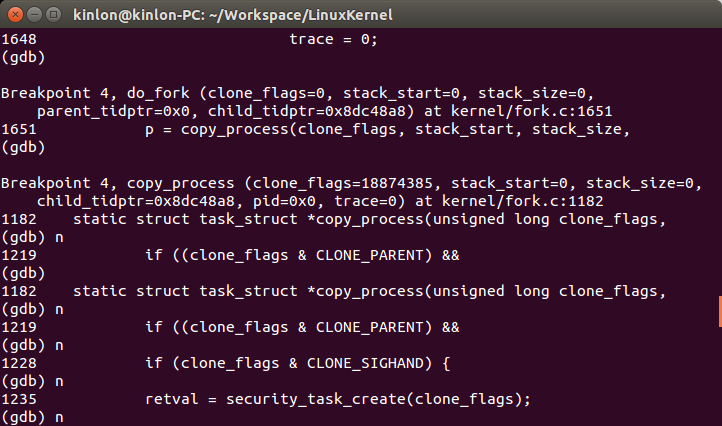 kinlon@kinlon-PC: ~/Workspace/LinuxKernel
1648                            trace = 0;
(gdb)
Breakpoint 4, do_fork (clone_flags=0, stack_start=0, stack_size=0,
    parent_tidptr=0x0, child_tidptr=0x8dc48a8) at kernel/fork.c:1651
1651            p = copy_process(clone_flags, stack_start, stack_size,
(gdb)
Breakpoint 4, copy_process (clone_flags=18874385, stack_start=0, stack_size=0,
    child_tidptr=0x8dc48a8, pid=0x0, trace=0) at kernel/fork.c:1182
1182    static struct task_struct *copy_process(unsigned long clone_flags,
(gdb) n
1219            if ((clone_flags & CLONE_PARENT) &&
(gdb)
1182    static struct task_struct *copy_process(unsigned long clone_flags,
(gdb) n
1219            if ((clone_flags & CLONE_PARENT) &&
(gdb) n
1228            if (clone_flags & CLONE_SIGHAND) {
(gdb) n
1235            retval = security_task_create(clone_flags);
(gdb) n